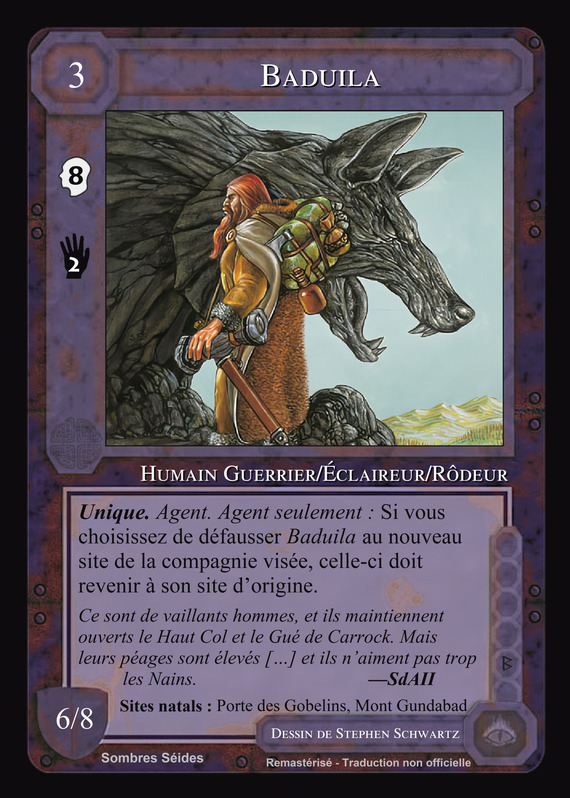 3
BADUILA
8
2
HUMAIN GUERRIER/ÉCLAIREUR/RÔDEUR
Unique. Agent. Agent seulement : Si vous
choisissez de défausser Baduila au nouveau
site de la compagnie visée, celle-ci doit
revenir à son site d’origine.
Ce sont de vaillants hommes, et ils maintiennent
ouverts le Haut Col et le Gué de Carrock. Mais
leurs péages sont élevés [...] et ils n’aiment pas trop
les Nains. —SdAII
Sites natals : Porte des Gobelins, Mont Gundabad
6/8
DESSIN DE STEPHEN SCHWARTZ
Sombres Séides
Remastérisé - Traduction non officielle